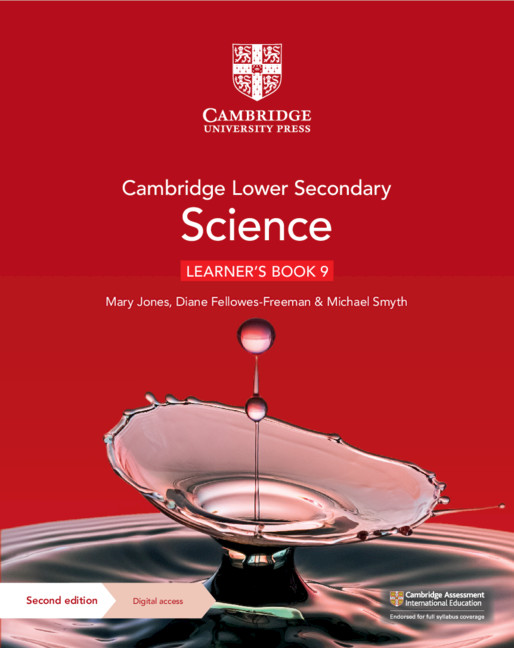 CAMBRIDGE
UNIVERSITY PRESS
Cambridge Lower Secondary
Science
LEARNER'S BOOK 9
Mary Jones, Diane Fellowes-Freeman & Michael Smyth
Second edition
Digital access
Cambridge Assessment
International Education
Endorsed for full syllabus coverage